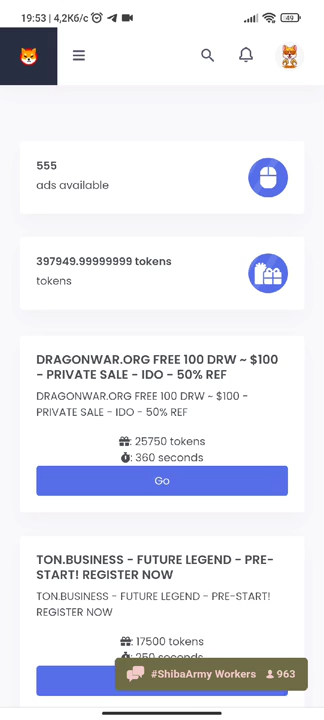 19:53 | 4,2Кб/с
49
555
ads available
397949.99999999 tokens
tokens
DRAGONWAR.ORG FREE 100 DRW ~ $100
- PRIVATE SALE - IDO - 50% REF
DRAGONWAR.ORG FREE 100 DRW ~ $100 -
PRIVATE SALE - IDO - 50% REF
: 25750 tokens
: 360 seconds
Go
TON.BUSINESS - FUTURE LEGEND - PRE-
START! REGISTER NOW
TON.BUSINESS - FUTURE LEGEND - PRE-START!
REGISTER NOW
: 17500 tokens
: 250 seconds
#ShibaArmy Workers 963